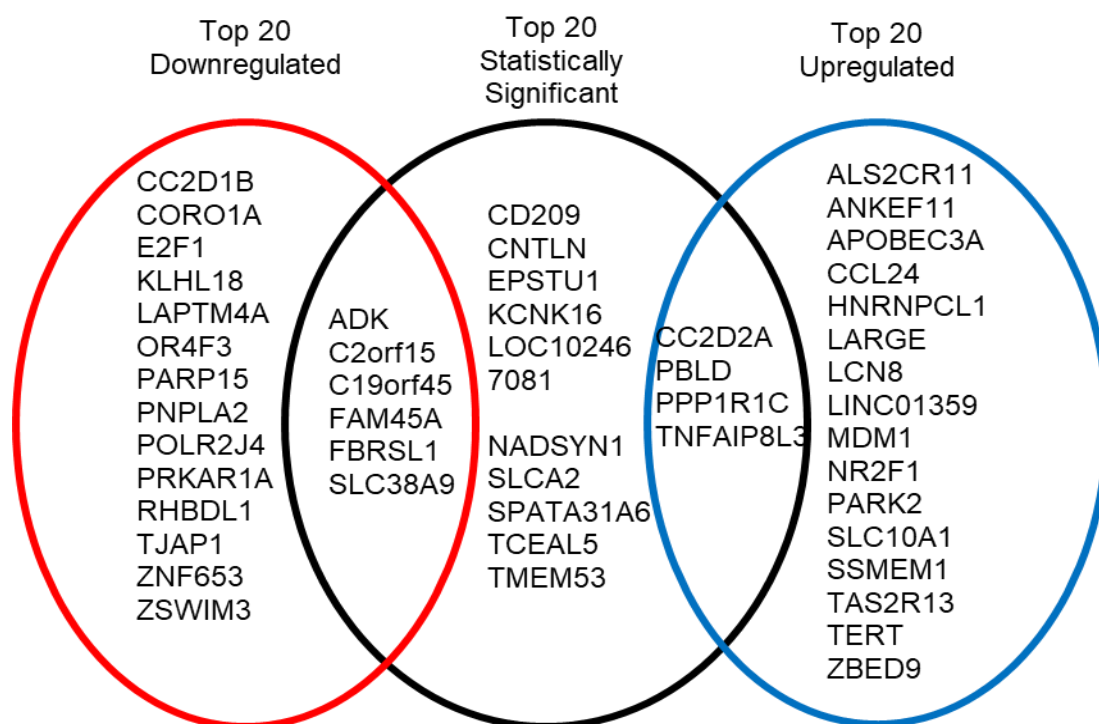 Top 20
Downregulated
Top 20
Statistically
Significant
Top 20
Upregulated
CC2D1B
CORO1A
E2F1
KLHL18
LAPTM4A
OR4F3
PARP15
PNPLA2
POLR2J4
PRKAR1A
RHBDL1
TJAP1
ZNF653
ZSWIM3
ADK
C2orf15
C19orf45
FAM45A
FBRSL1
SLC38A9
CD209
CNTLN
EPSTU1
KCNK16
LOC10246
7081
NADSYN1
SLCA2
SPATA31A6
TCEAL5
TMEM53
CC2D2A
PBLD
PPP1R1C
TNFAIP8L3
ALS2CR11
ANKEF11
APOBEC3A
CCL24
HNRNPCL1
LARGE
LCN8
LINC01359
MDM1
NR2F1
PARK2
SLC10A1
SSMEM1
TAS2R13
TERT
ZBED9